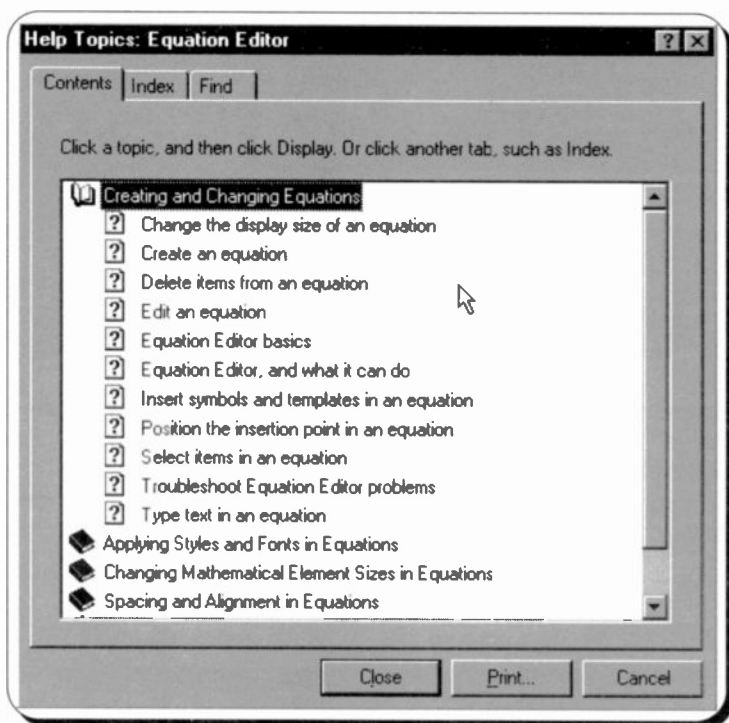 Help Topics: Equation Editor
Contents Index Find
Click a topic, and then click Display. Or click another tab, such as Index.
Creating and Changing Equations
Change the display size of an equation
Create an equation
Delete items from an equation
Edit an equation
Equation Editor basics
Equation Editor, and what it can do
Insert symbols and templates in an equation
Position the insertion point in an equation
Select items in an equation
Troubleshoot Equation Editor problems
Type text in an equation
Applying Styles and Fonts in Equations
Changing Mathematical Element Sizes in Equations
Spacing and Alignment in Equations
Close Print... Cancel